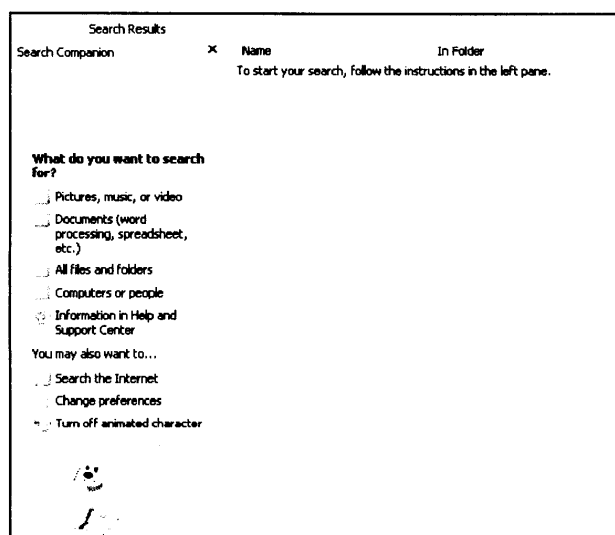 Search Results
Search Companion
× Name In Folder
To start your search, follow the instructions in the left pane.
What do you want to search
for?
Pictures, music, or video
Documents (word
processing, spreadsheet,
etc.)
All files and folders
Computers or people
Information in Help and
Support Center
You may also want to...
Search the Internet
Change preferences
Turn off animated character